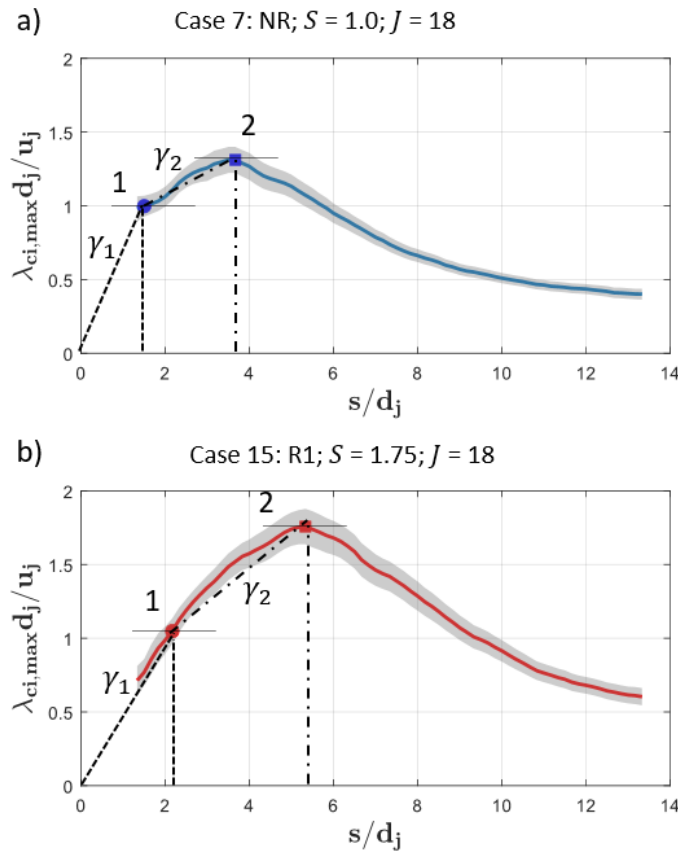 a)
Case 7: NR; S = 1.0; J = 18
2
1.5
1
0.5
0
λci,max dj/uj
1
2
γ1
γ2
0 2 4 6 8 10 12 14
s/dj
b)
Case 15: R1; S = 1.75; J = 18
2
1.5
1
0.5
0
λci,max dj/uj
1
2
γ1
γ2
0 2 4 6 8 10 12 14
s/dj